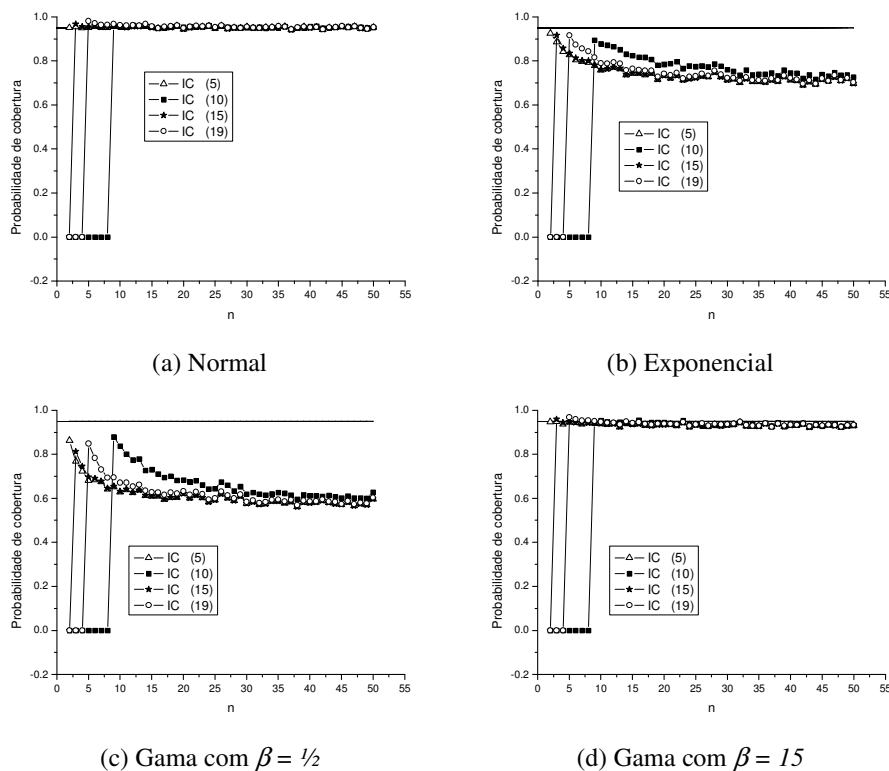 1.0
0.8
0.6
0.4
0.2
0.0
-0.2
Probabilidade de cobertura
IC (5)
IC (10)
IC (15)
IC (19)
0 5 10 15 20 25 30 35 40 45 50 55
n
(a) Normal
1.0
0.8
0.6
0.4
0.2
0.0
-0.2
Probabilidade de cobertura
IC (5)
IC (10)
IC (15)
IC (19)
0 5 10 15 20 25 30 35 40 45 50 55
n
(b) Exponencial
1.0
0.8
0.6
0.4
0.2
0.0
-0.2
Probabilidade de cobertura
IC (5)
IC (10)
IC (15)
IC (19)
0 5 10 15 20 25 30 35 40 45 50 55
n
(c) Gama com β = ½
1.0
0.8
0.6
0.4
0.2
0.0
-0.2
Probabilidade de cobertura
IC (5)
IC (10)
IC (15)
IC (19)
0 5 10 15 20 25 30 35 40 45 50 55
n
(d) Gama com β = 15